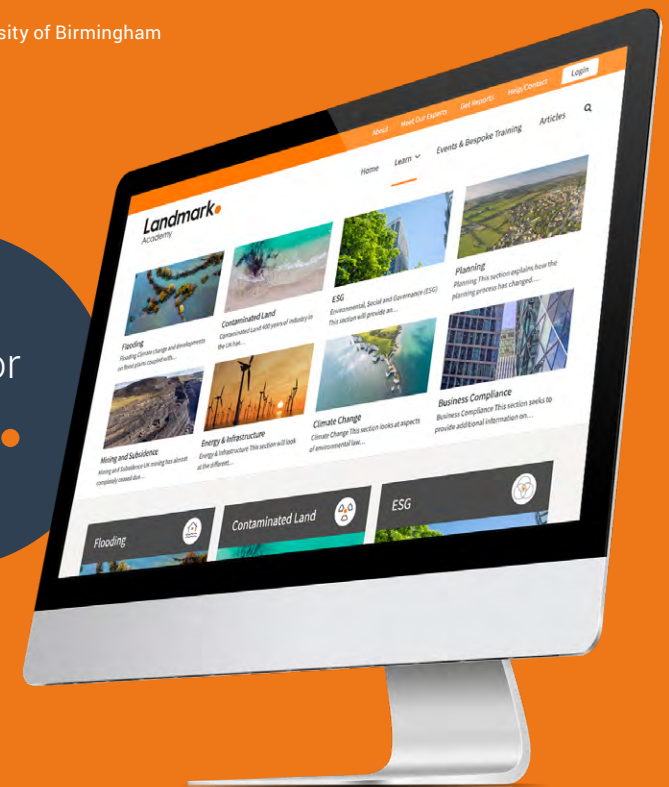 sity of Birmingham
or
About Meet Our Experts Get Reports Help/Contact Login
Home Learn Events & Bespoke Training Articles
Landmark
Academy
Flooding
Flooding Climate change and developments
on flood plains coupled with...
Contaminated Land
Contaminated Land 400 years of industry in
the UK has...
ESG
Environmental, Social and Governance (ESG)
This section will provide an...
Planning
Planning This section explains how the
planning process has changed....
Mining and Subsidence
Mining and Subsidence UK mining has almost
completely ceased due...
Energy & Infrastructure
Energy & Infrastructure This section will look
at the different...
Climate Change
Climate Change This section looks at aspects
of environmental law...
Business Compliance
Business Compliance This section seeks to
provide additional information on...
Flooding
Contaminated Land
ESG